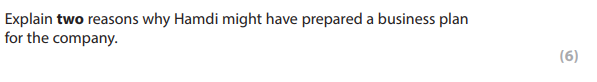 Explain two reasons why Hamdi might have prepared a business plan
for the company.
(6)